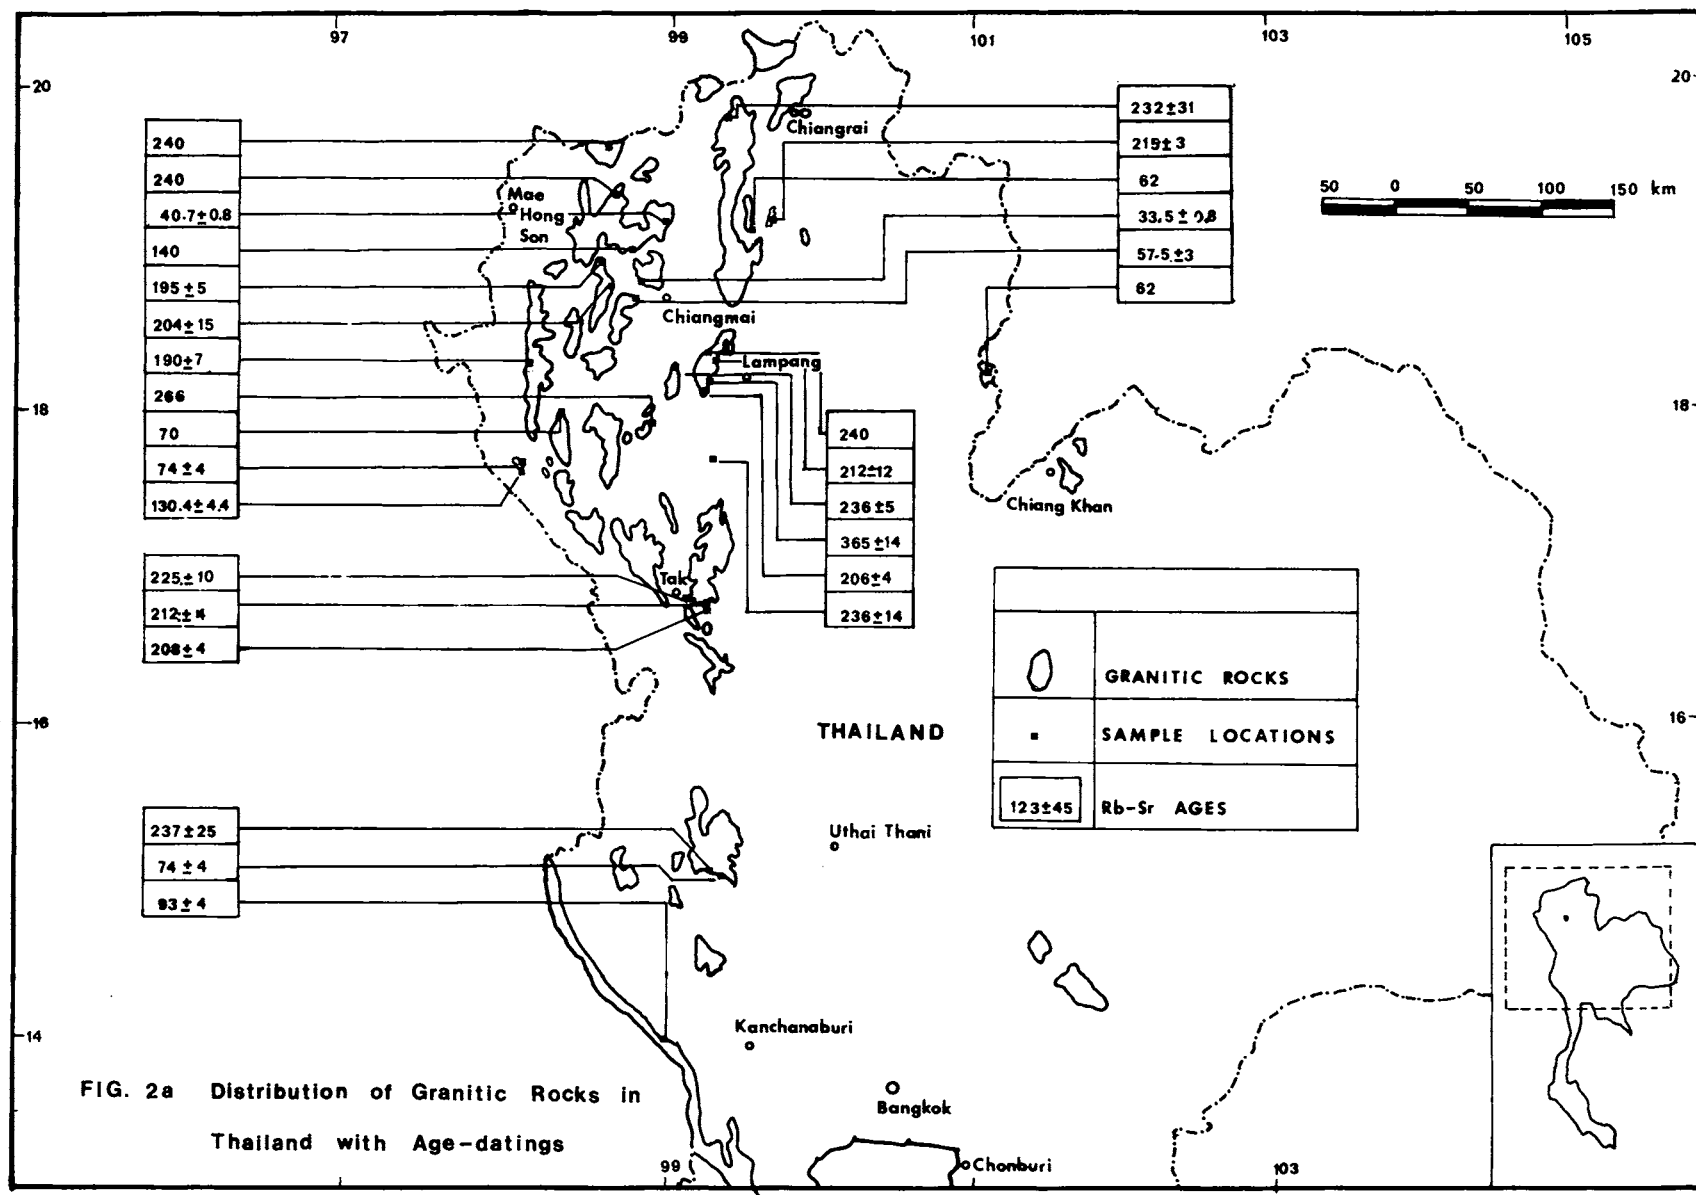 97 99 101 103 105
20 20
18 18
16 16
14
99 103
240
240
40.7±0.8
140
195±5
204±15
190±7
266
70
74±4
130.4±4.4
225±10
212±4
208±4
237±25
74±4
93±4
232±31
219±3
62
33.5±0.8
57.5±3
62
240
212±12
236±5
365±14
206±4
236±14
50 0 50 100 150 km
Chiangrai
Mae
Hong
Son
Chiangmai
Lampang
Chiang Khan
Tak
THAILAND
Uthai Thani
Kanchanaburi
Bangkok
Chonburi
GRANITIC ROCKS
SAMPLE LOCATIONS
123±45 Rb-Sr AGES
FIG. 2a Distribution of Granitic Rocks in
Thailand with Age-datings